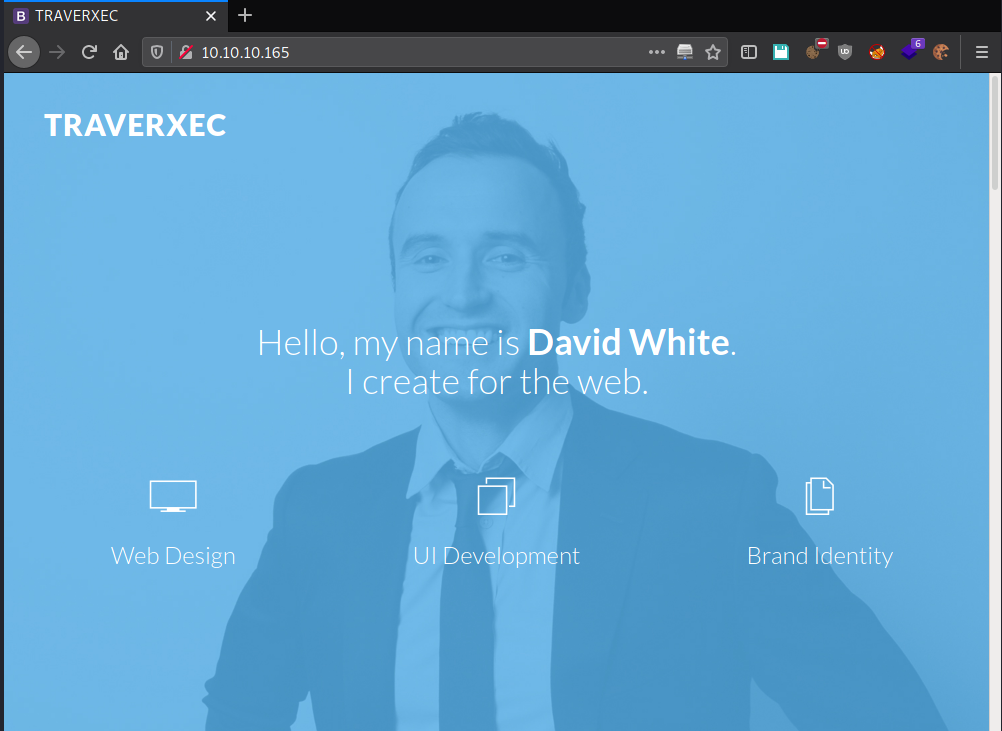 TRAVERXEC
10.10.10.165
6
TRAVERXEC
Hello, my name is David White.
I create for the web.
Web Design
UI Development
Brand Identity